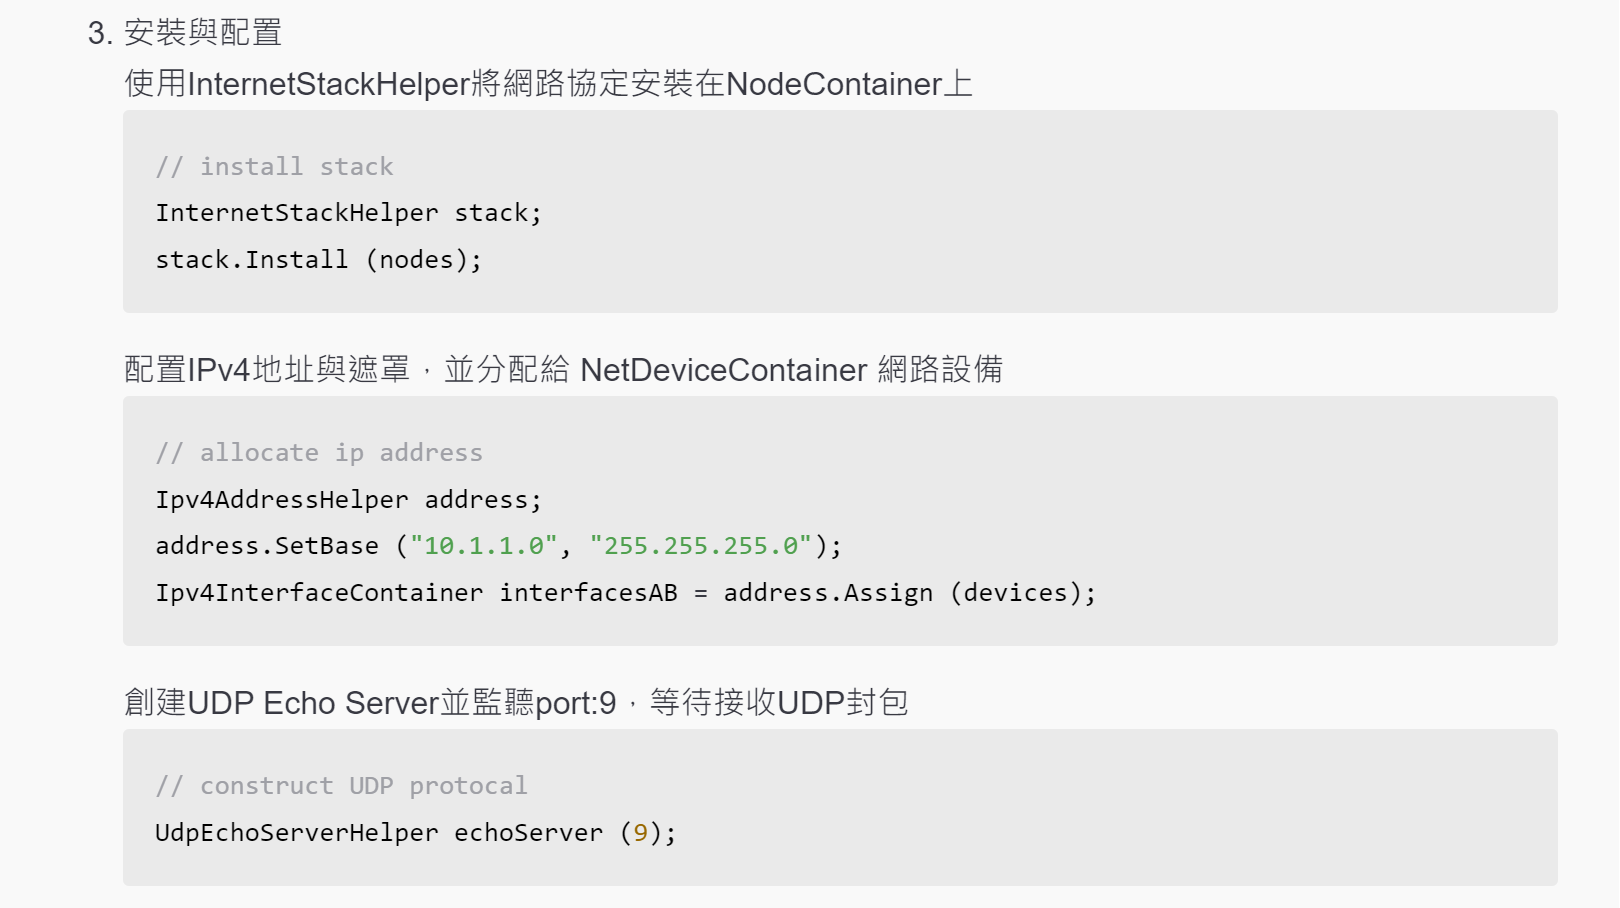 3. 安裝與配置
使用InternetStackHelper將網路協定安裝在NodeContainer上
// install stack
InternetStackHelper stack;
stack.Install (nodes);
配置IPv4地址與遮罩，並分配給 NetDeviceContainer 網路設備
// allocate ip address
Ipv4AddressHelper address;
address.SetBase ("10.1.1.0", "255.255.255.0");
Ipv4InterfaceContainer interfacesAB = address.Assign (devices);
創建UDP Echo Server並監聽port:9，等待接收UDP封包
// construct UDP protocal
UdpEchoServerHelper echoServer (9);